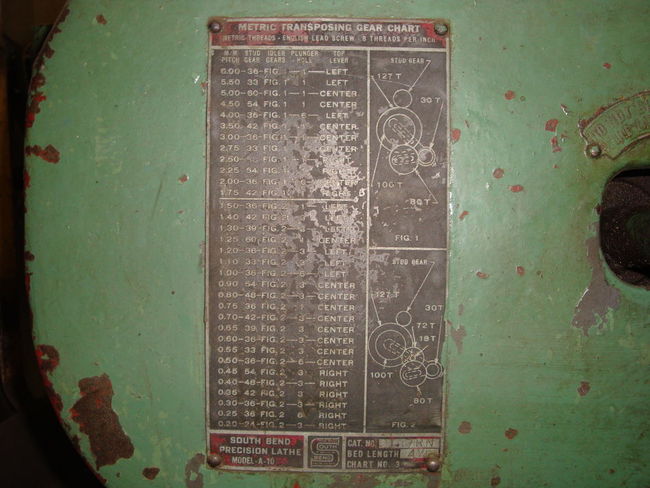 METRIC TRANSPOSING GEAR CHART
METRIC THREADS - ENGLISH LEAD SCREW 8 THREADS PER INCH
M/M PITCH STUD GEAR IDLER GEARS PLUNGER HOLE TOP LEVER
6.00-36-FIG. 1-1-LEFT
5.50 33 FIG. 1 1 LEFT
5.00-60-FIG. 1-1-CENTER
4.50 54 FIG. 1 1 CENTER
4.00-36-FIG. 1-6-LEFT
3.50 42 FIG. 1 CENTER
3.00-36-FIG. 1 CENTER
2.75 33 FIG. 1 CENTER
2.50 FIG. 1
2.25 54 FIG. 1
2.00-36-FIG.
1.75 42 FIG.
1.50-36-FIG. 2 LEFT
1.40 42 FIG. 2 LEFT
1.30-39-FIG. 2 LEFT
1.25 60 FIG. 2 CENTER
1.20-36-FIG. 2-3-LEFT
1.10 33 FIG. 2 3 LEFT
1.00-36-FIG. 2 LEFT
0.90 54 FIG. 2 3 CENTER
0.80-48-FIG. 2-3-CENTER
0.75 36 FIG. 2 CENTER
0.70-42-FIG. 2-3-CENTER
0.65 39 FIG. 2 3 CENTER
0.60-36-FIG. 2-3-CENTER
0.55 33 FIG. 2 3 CENTER
0.50-36-FIG. 2-6-CENTER
0.45 54 FIG. 2 3 RIGHT
0.40-48-FIG. 2-3-RIGHT
0.35 42 FIG. 2 3 RIGHT
0.30-36-FIG. 2-3-RIGHT
0.25 36 FIG. 2 6 RIGHT
0.20-24-FIG. 2-3-RIGHT
STUD GEAR
127 T
30 T
100 T
80 T
FIG. 1
STUD GEAR
127 T
30 T
72 T
18 T
100 T
80 T
FIG. 2
SOUTH BEND
PRECISION LATHE
MODEL-A-10
SOUTH
BEND
CAT. NO.
BED LENGTH
CHART NO. 3